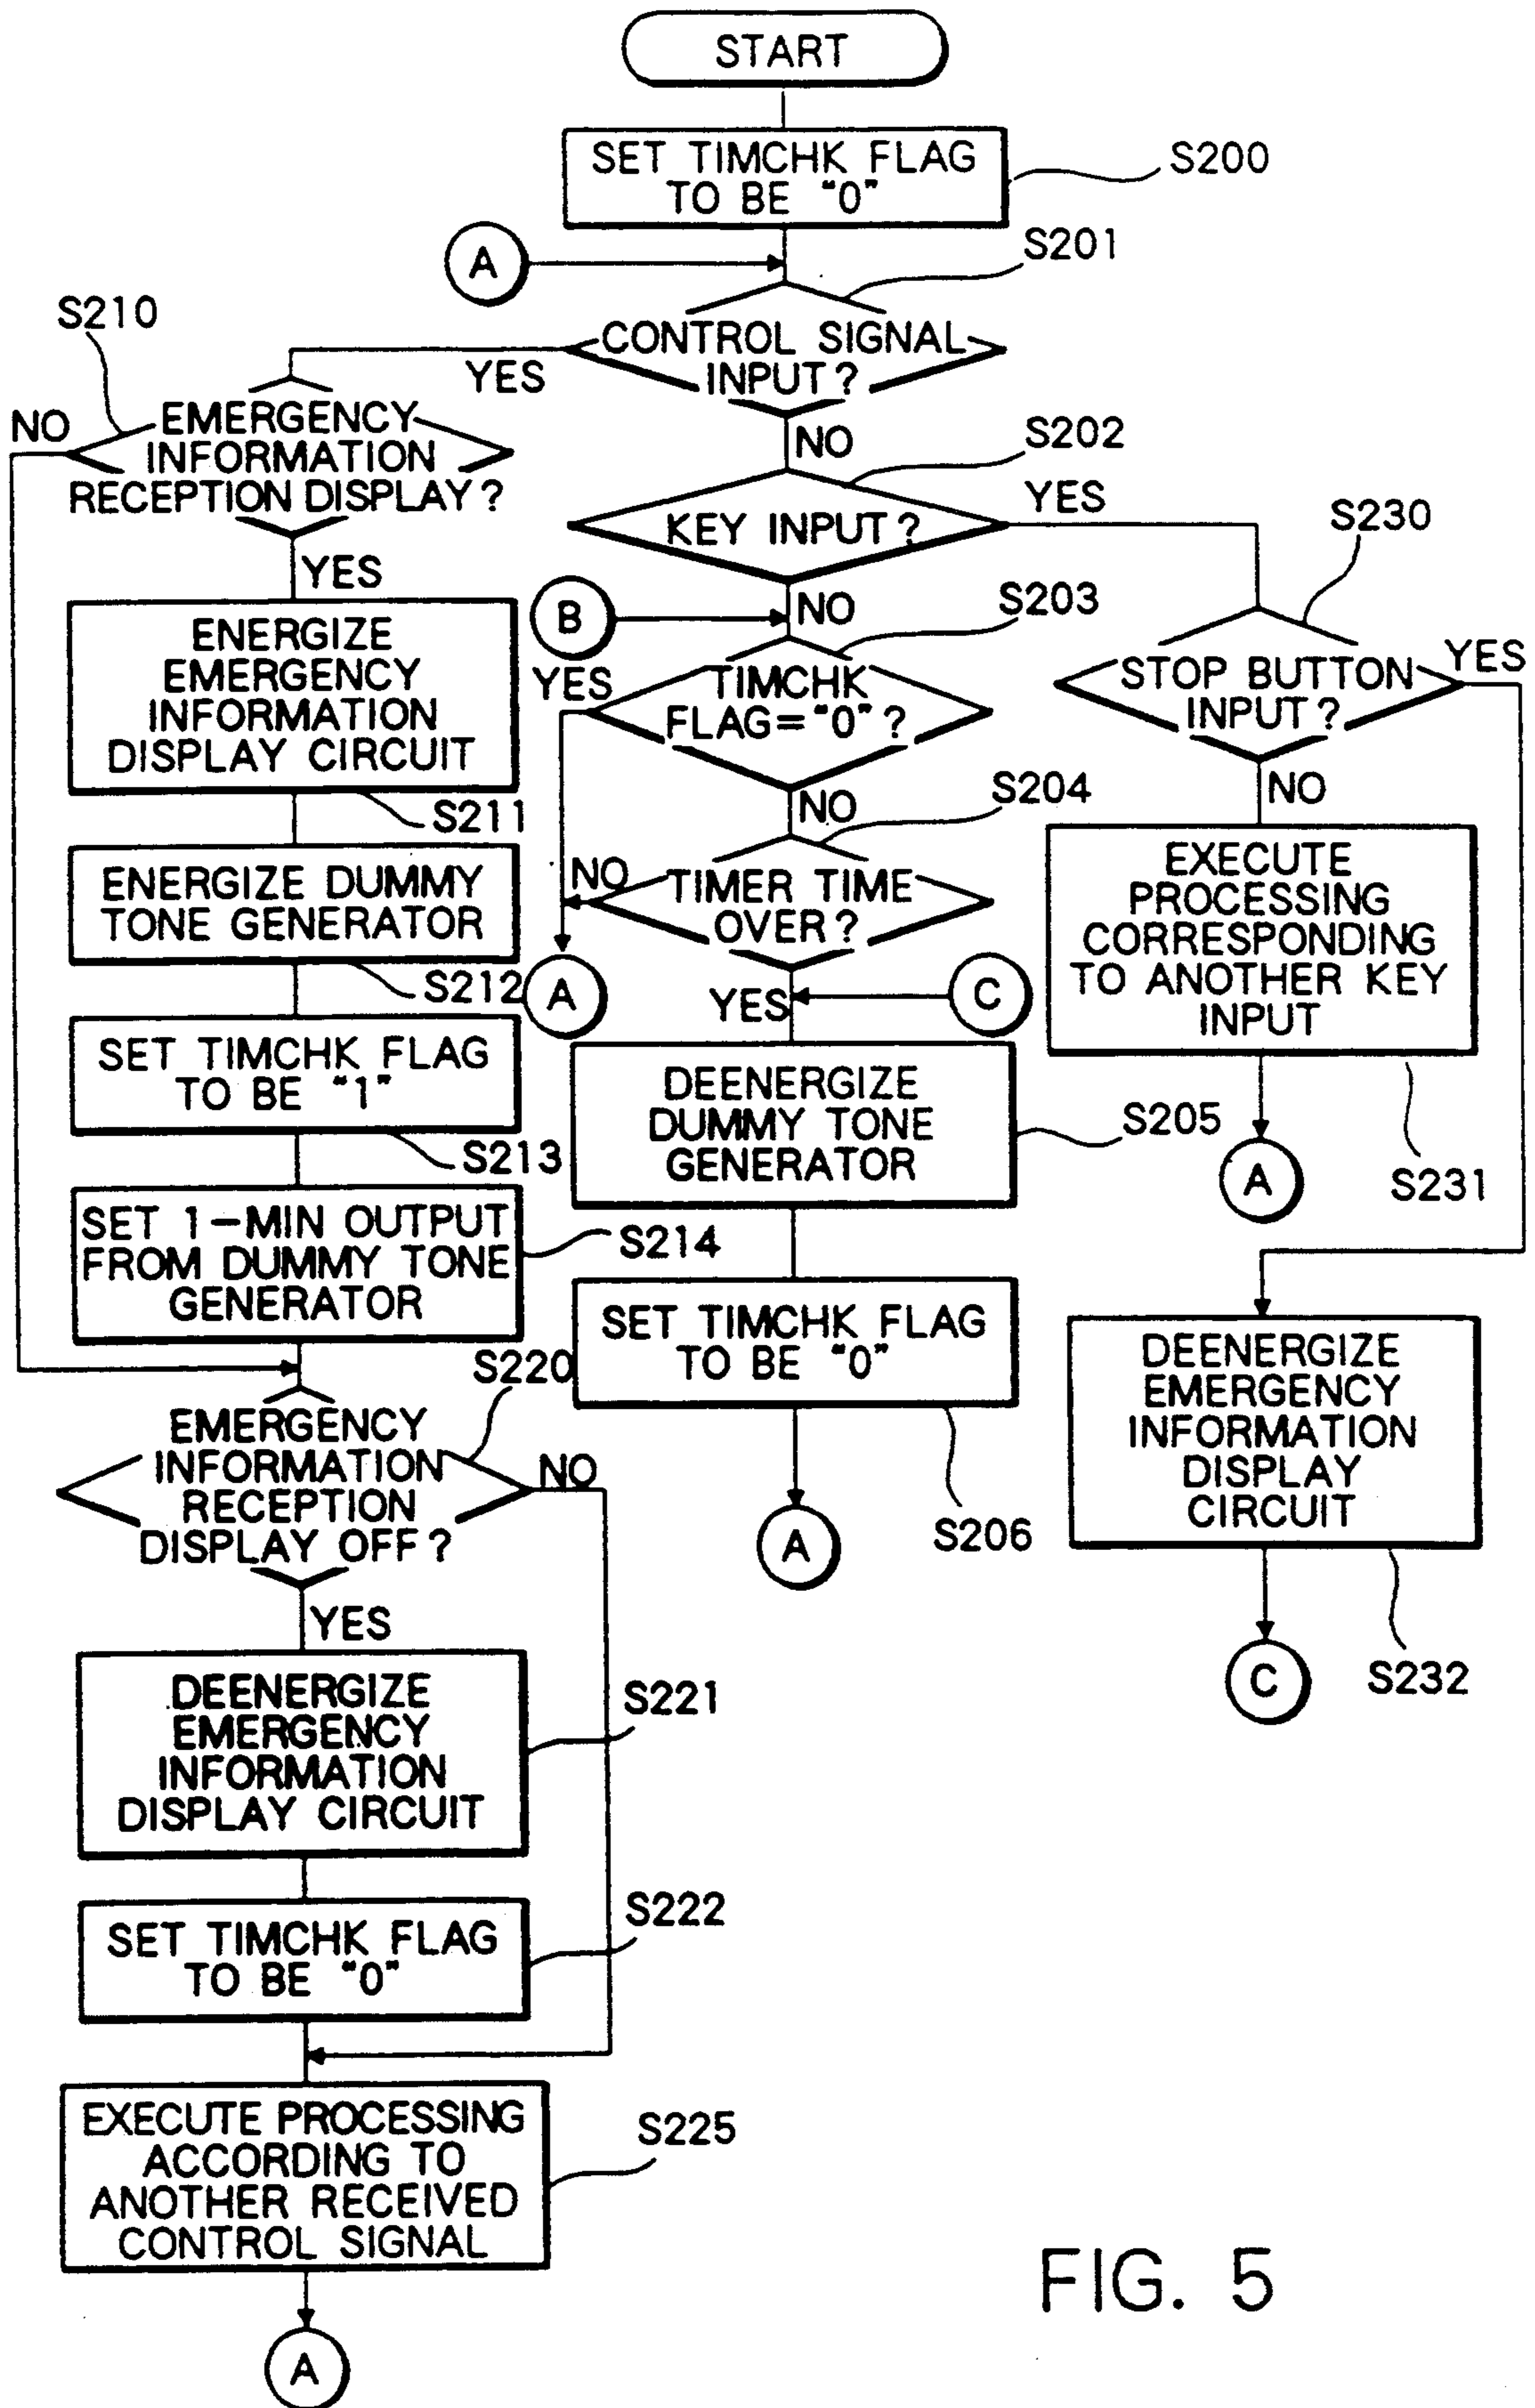 START
SET TIMCHK FLAG
TO BE "0"
S200
A
S201
CONTROL SIGNAL
INPUT?
YES
NO
S210
NO
EMERGENCY
INFORMATION
RECEPTION DISPLAY?
YES
ENERGIZE
EMERGENCY
INFORMATION
DISPLAY CIRCUIT
S211
ENERGIZE DUMMY
TONE GENERATOR
S212
SET TIMCHK FLAG
TO BE "1"
S213
SET 1-MIN OUTPUT
FROM DUMMY TONE
GENERATOR
S214
S220
EMERGENCY
INFORMATION
RECEPTION
DISPLAY OFF?
NO
YES
DEENERGIZE
EMERGENCY
INFORMATION
DISPLAY CIRCUIT
S221
SET TIMCHK FLAG
TO BE "0"
S222
EXECUTE PROCESSING
ACCORDING TO
ANOTHER RECEIVED
CONTROL SIGNAL
S225
A
S202
KEY INPUT?
YES
NO
B
S203
TIMCHK
FLAG="0"?
YES
NO
S204
TIMER TIME
OVER?
NO
A
YES
C
DEENERGIZE
DUMMY TONE
GENERATOR
S205
SET TIMCHK FLAG
TO BE "0"
S206
A
S230
STOP BUTTON
INPUT?
YES
NO
EXECUTE
PROCESSING
CORRESPONDING
TO ANOTHER KEY
INPUT
S231
A
DEENERGIZE
EMERGENCY
INFORMATION
DISPLAY
CIRCUIT
S232
C
FIG. 5